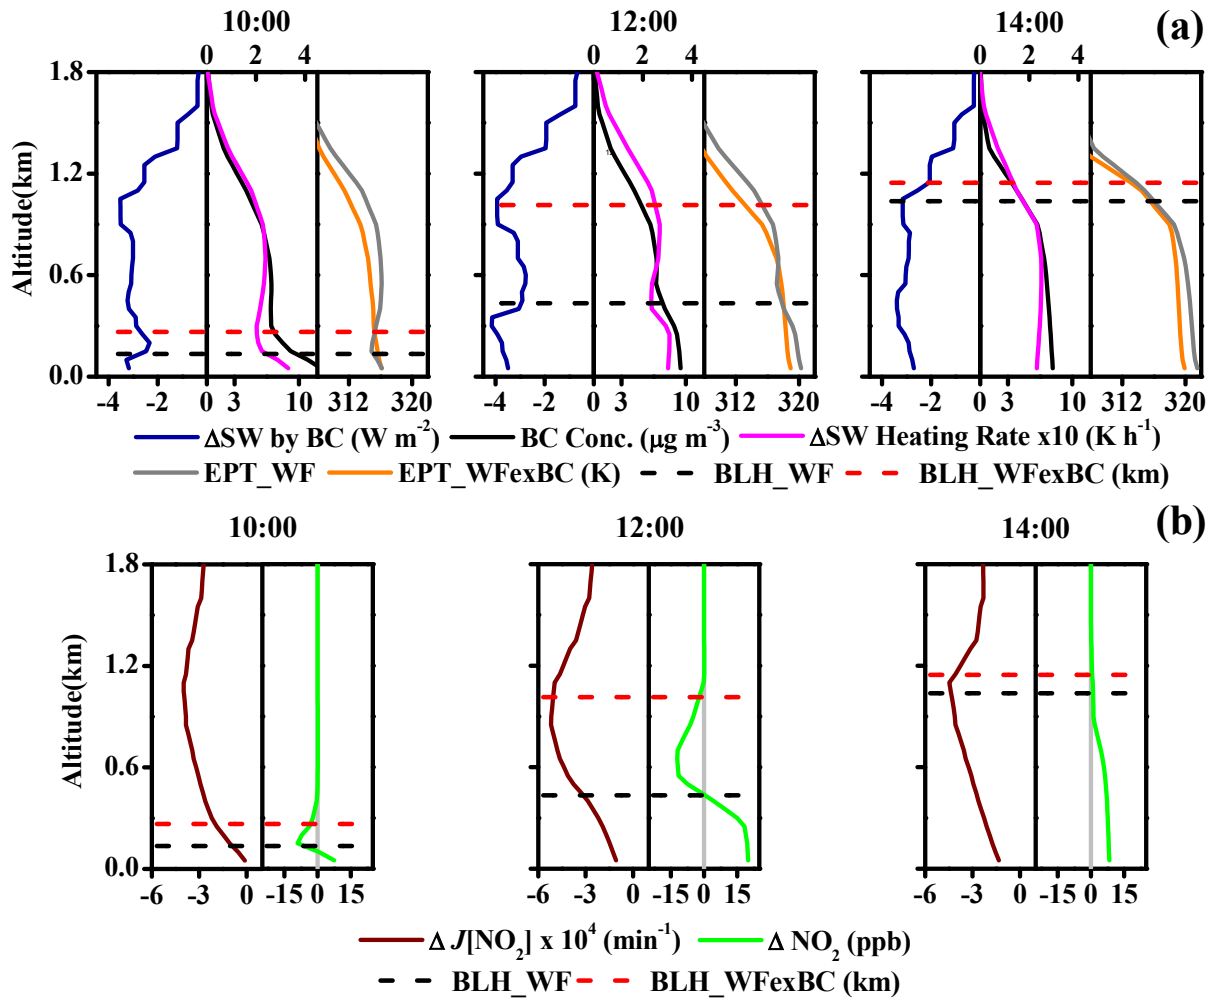 10:00 12:00 14:00 (a)
0 2 4 0 2 4 0 2 4
1.8
1.2
0.6
0.0
Altitude(km)
-4 -2 0 3 10 312 320 -4 -2 0 3 10 312 320 -4 -2 0 3 10 312 320
ΔSW by BC (W m⁻²) BC Conc. (μg m⁻³) ΔSW Heating Rate x10 (K h⁻¹)
EPT_WF EPT_WFexBC (K) BLH_WF BLH_WFexBC (km)
10:00 12:00 14:00 (b)
1.8
1.2
0.6
0.0
Altitude(km)
-6 -3 0 -15 0 15 -6 -3 0 -15 0 15 -6 -3 0 -15 0 15
Δ J[NO₂] x 10⁴ (min⁻¹) Δ NO₂ (ppb)
BLH_WF BLH_WFexBC (km)